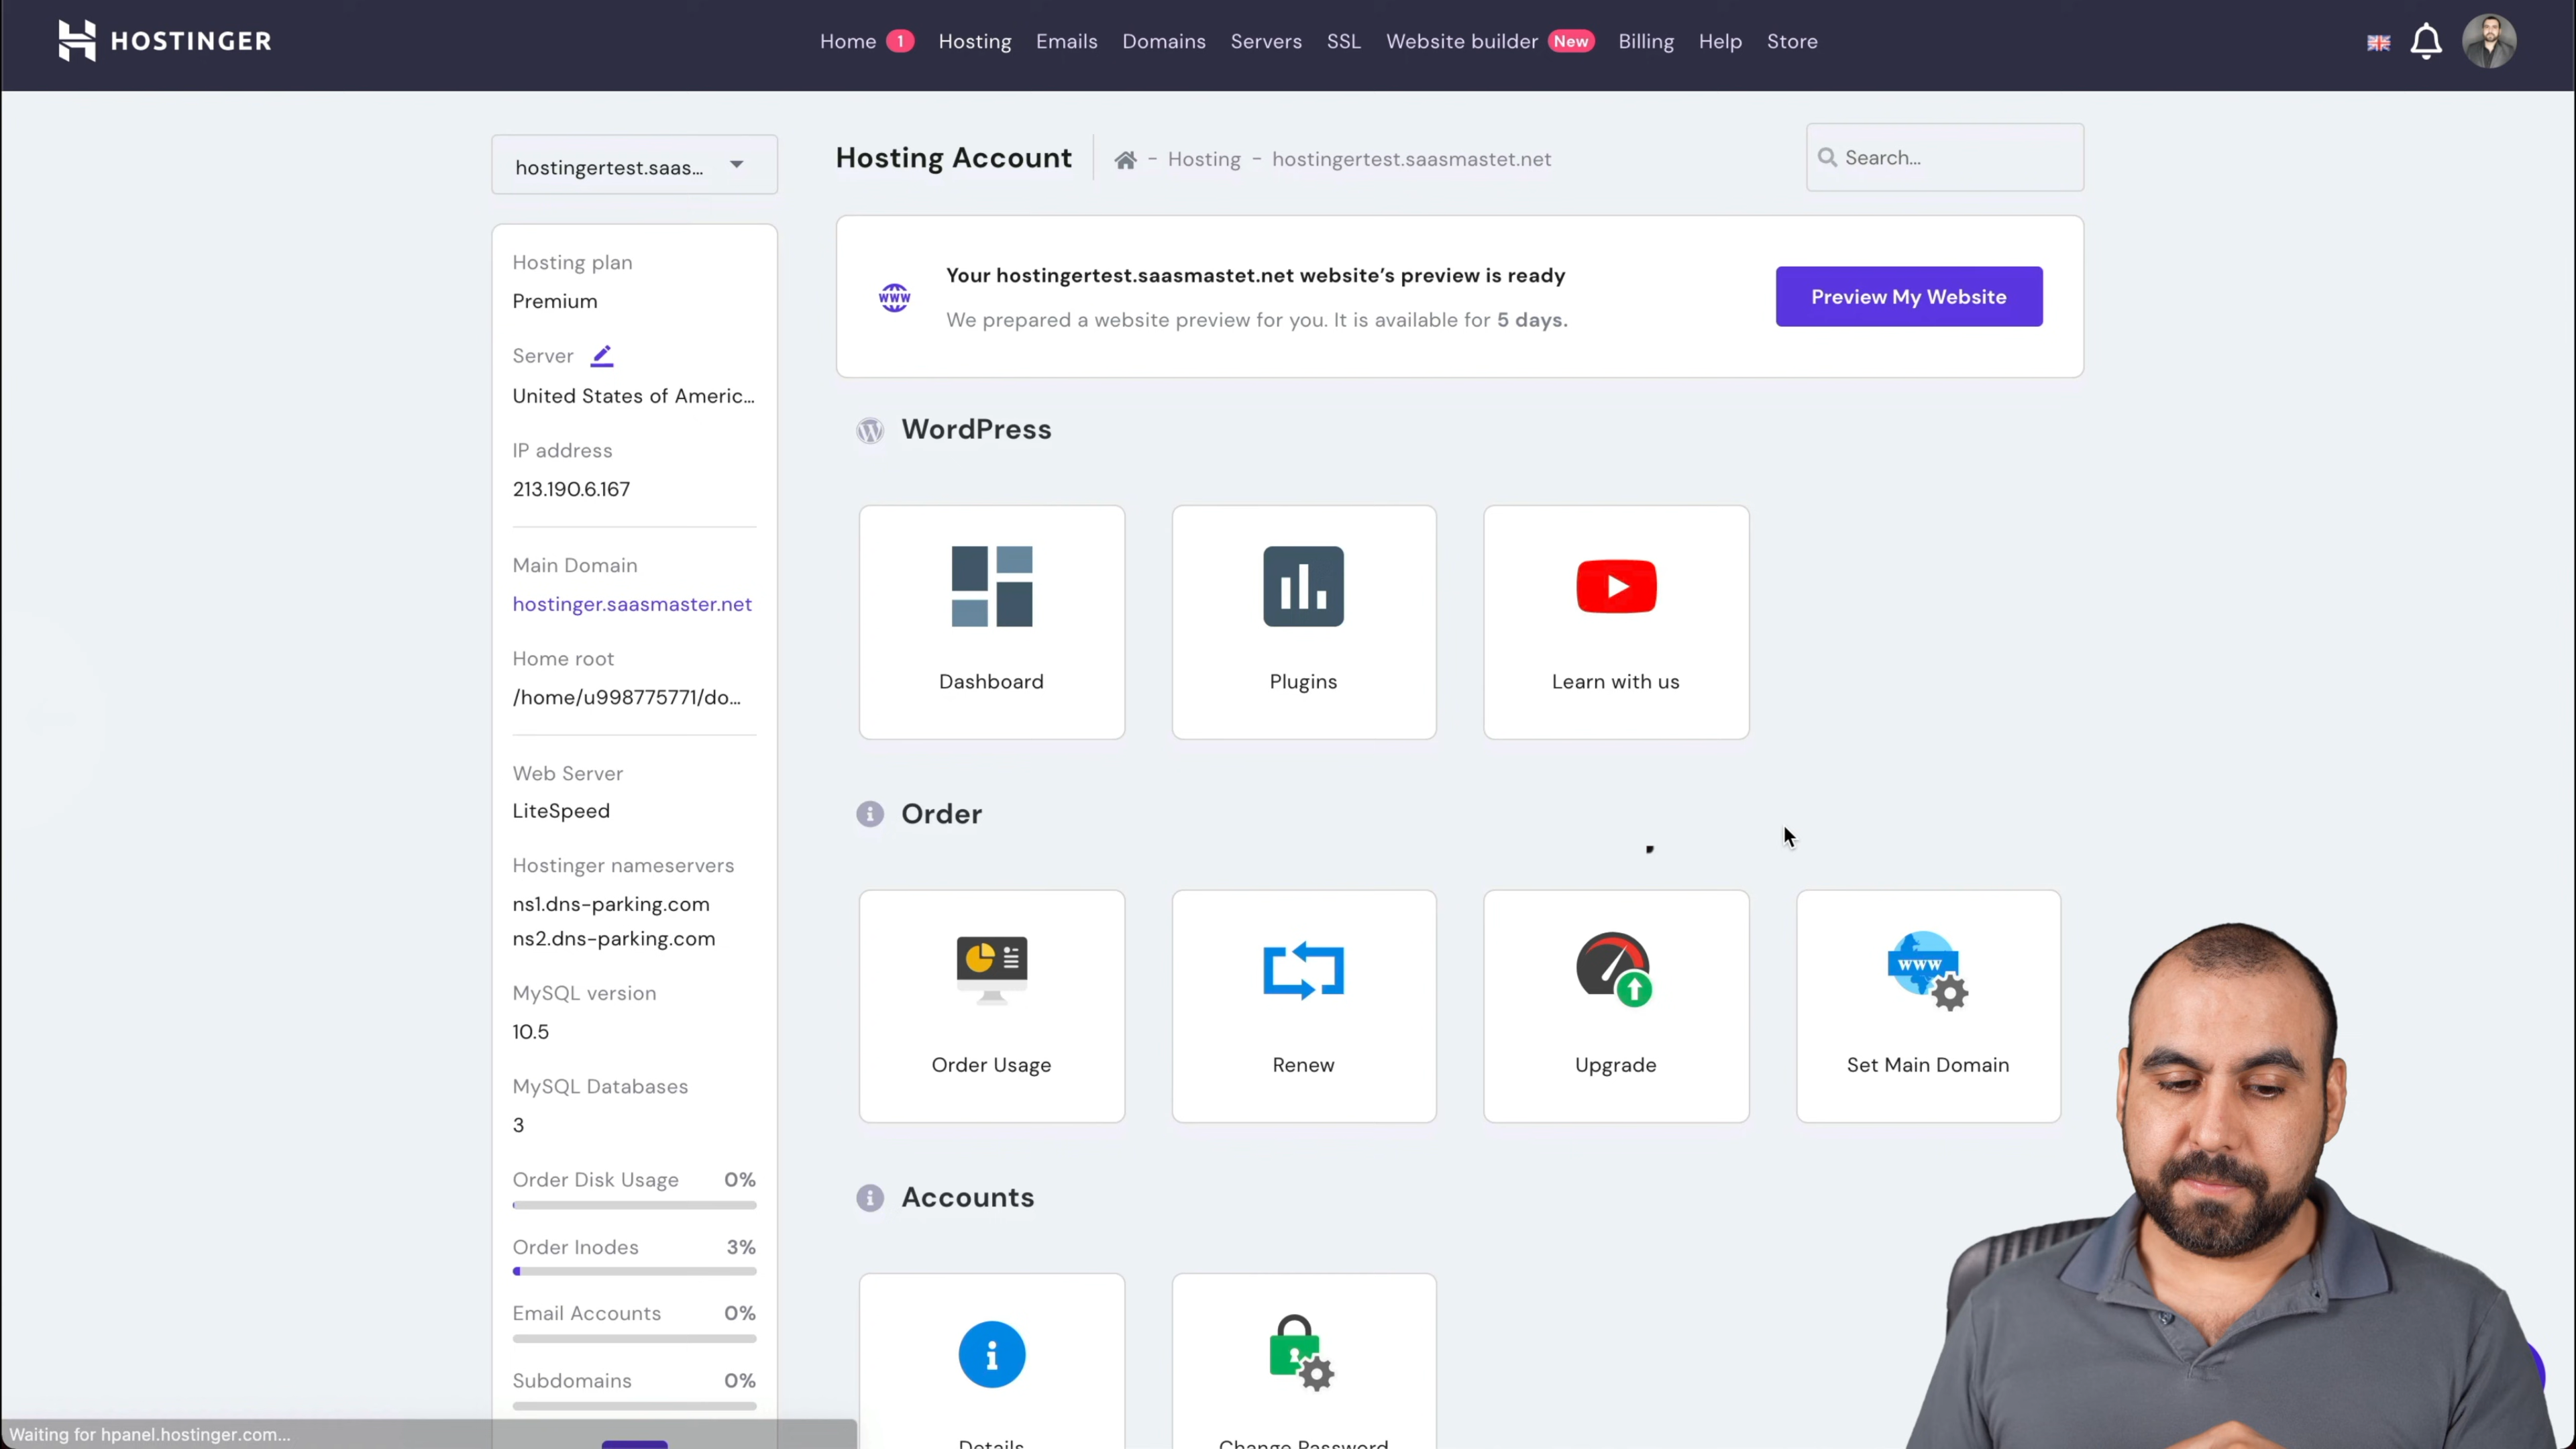 HOSTINGER
Home 1 Hosting Emails Domains Servers SSL Website builder New Billing Help Store
hostingertest.saas...
Hosting Account
- Hosting - hostingertest.saasmastet.net
Search...
Hosting plan
Premium
Server
United States of Americ...
IP address
213.190.6.167
Main Domain
hostinger.saasmaster.net
Home root
/home/u998775771/do...
Web Server
LiteSpeed
Hostinger nameservers
ns1.dns-parking.com
ns2.dns-parking.com
MySQL version
10.5
MySQL Databases
3
Order Disk Usage 0%
Order Inodes 3%
Email Accounts 0%
Subdomains 0%
www
Your hostingertest.saasmastet.net website's preview is ready
We prepared a website preview for you. It is available for 5 days.
Preview My Website
WordPress
Dashboard
Plugins
Learn with us
Order
www
Order Usage
Renew
Upgrade
Set Main Domain
Accounts
Details
Change Password
Waiting for hpanel.hostinger.com...